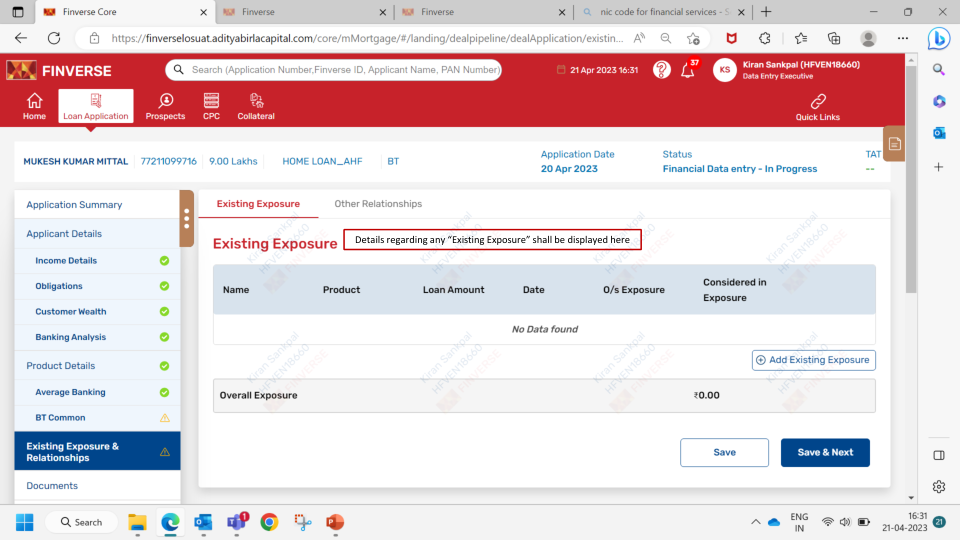 Finverse Core
Finverse
Finverse
nic code for financial services - S
https://finverselosuat.adityabirlacapital.com/core/mMortgage/#/landing/dealpipeline/dealApplication/existin...
FINVERSE
Search (Application Number,Finverse ID, Applicant Name, PAN Number)
21 Apr 2023 16:31
37
KS
Kiran Sankpal (HFVEN18660)
Data Entry Executive
Home
Loan Application
Prospects
CPC
Collateral
Quick Links
MUKESH KUMAR MITTAL
77211099716
9.00 Lakhs
HOME LOAN_AHF
BT
Application Date
20 Apr 2023
Status
Financial Data entry - In Progress
TAT
--
Application Summary
Applicant Details
Income Details
Obligations
Customer Wealth
Banking Analysis
Product Details
Average Banking
BT Common
Existing Exposure &
Relationships
Documents
Existing Exposure
Other Relationships
Existing Exposure
Details regarding any “Existing Exposure” shall be displayed here
Name Product Loan Amount Date O/s Exposure Considered in
Exposure
No Data found
Add Existing Exposure
Overall Exposure ₹0.00
Save
Save & Next
Kiran Sankpal
HFVEN18660
FINVERSE
Search
1
ENG
IN
16:31
21-04-2023
21